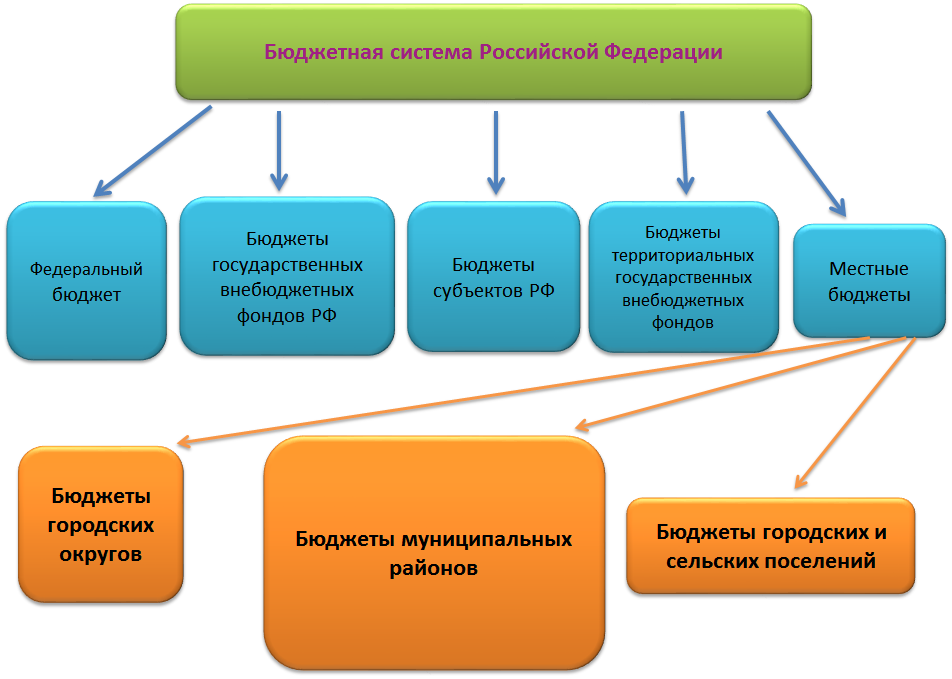 Бюджетная система Российской Федерации
Федеральный
бюджет
Бюджеты
государственных
внебюджетных
фондов РФ
Бюджеты
субъектов РФ
Бюджеты
территориальных
государственных
внебюджетных
фондов
Местные
бюджеты
Бюджеты
городских
округов
Бюджеты муниципальных
районов
Бюджеты городских и
сельских поселений